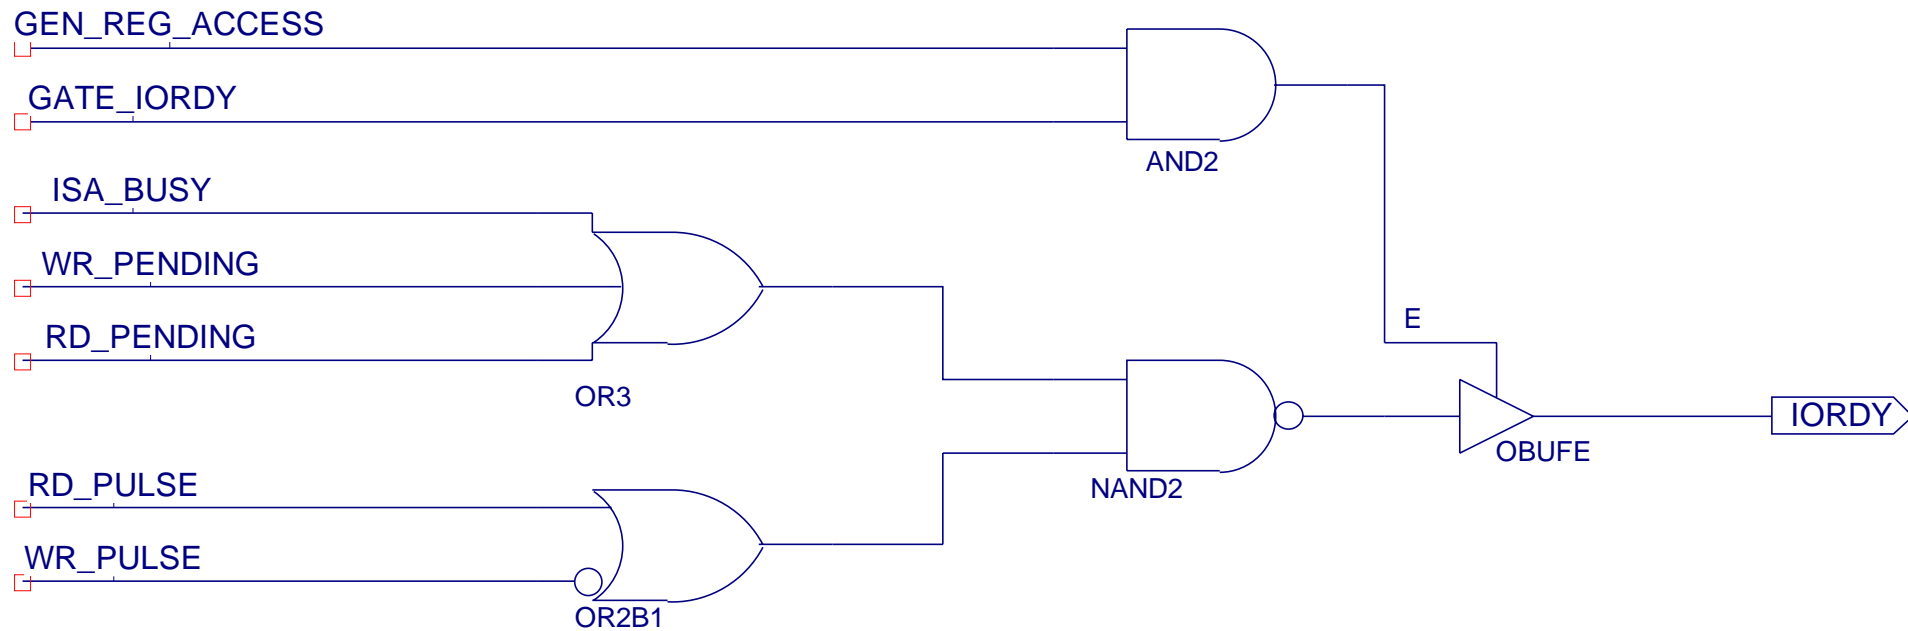 GEN_REG_ACCESS
GATE_IORDY
AND2
ISA_BUSY
WR_PENDING
RD_PENDING
E
OR3
IORDY
OBUFE
RD_PULSE
NAND2
WR_PULSE
OR2B1